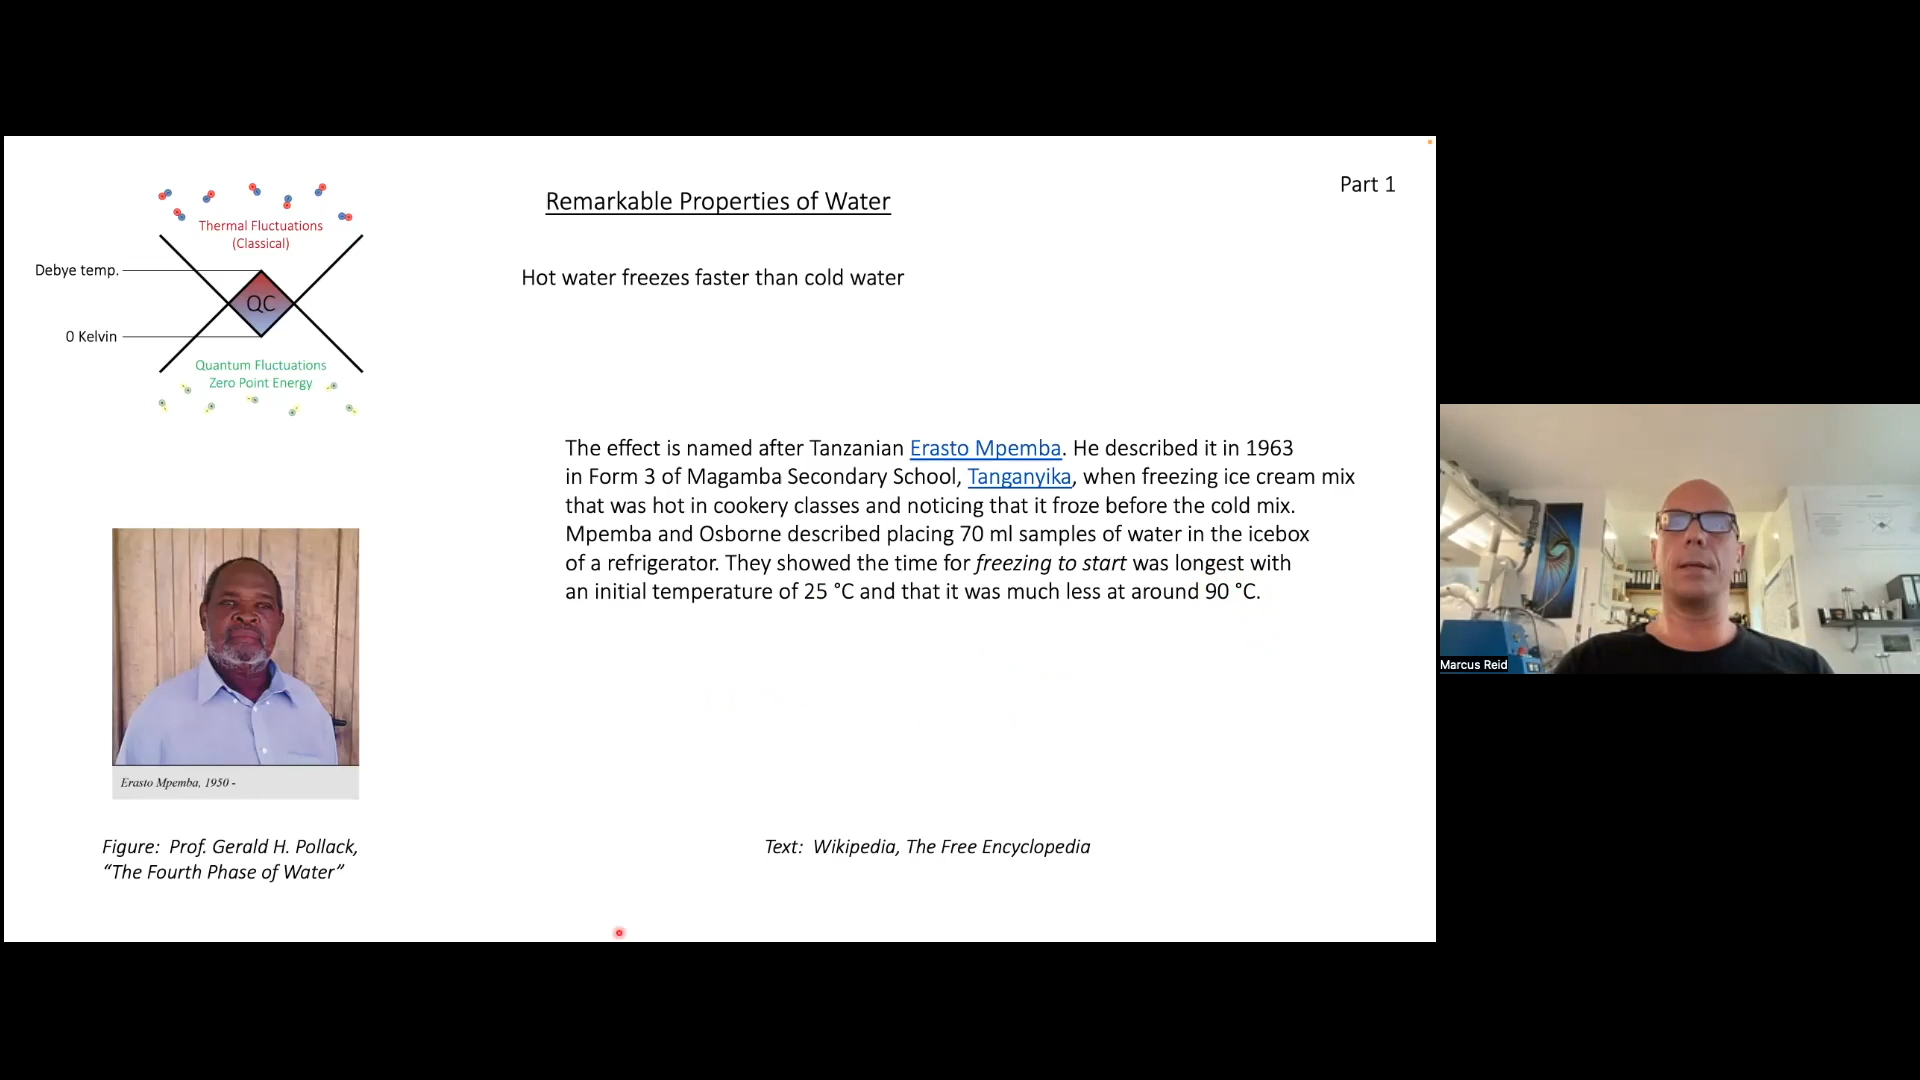 Part 1
Remarkable Properties of Water
Thermal Fluctuations
(Classical)
Debye temp.
Hot water freezes faster than cold water
QC
0 Kelvin
Quantum Fluctuations
Zero Point Energy
The effect is named after Tanzanian Erasto Mpemba. He described it in 1963
in Form 3 of Magamba Secondary School, Tanganyika, when freezing ice cream mix
that was hot in cookery classes and noticing that it froze before the cold mix.
Mpemba and Osborne described placing 70 ml samples of water in the icebox
of a refrigerator. They showed the time for freezing to start was longest with
an initial temperature of 25 °C and that it was much less at around 90 °C.
Marcus Reid
Erasto Mpemba, 1950 -
Figure: Prof. Gerald H. Pollack,
“The Fourth Phase of Water”
Text: Wikipedia, The Free Encyclopedia